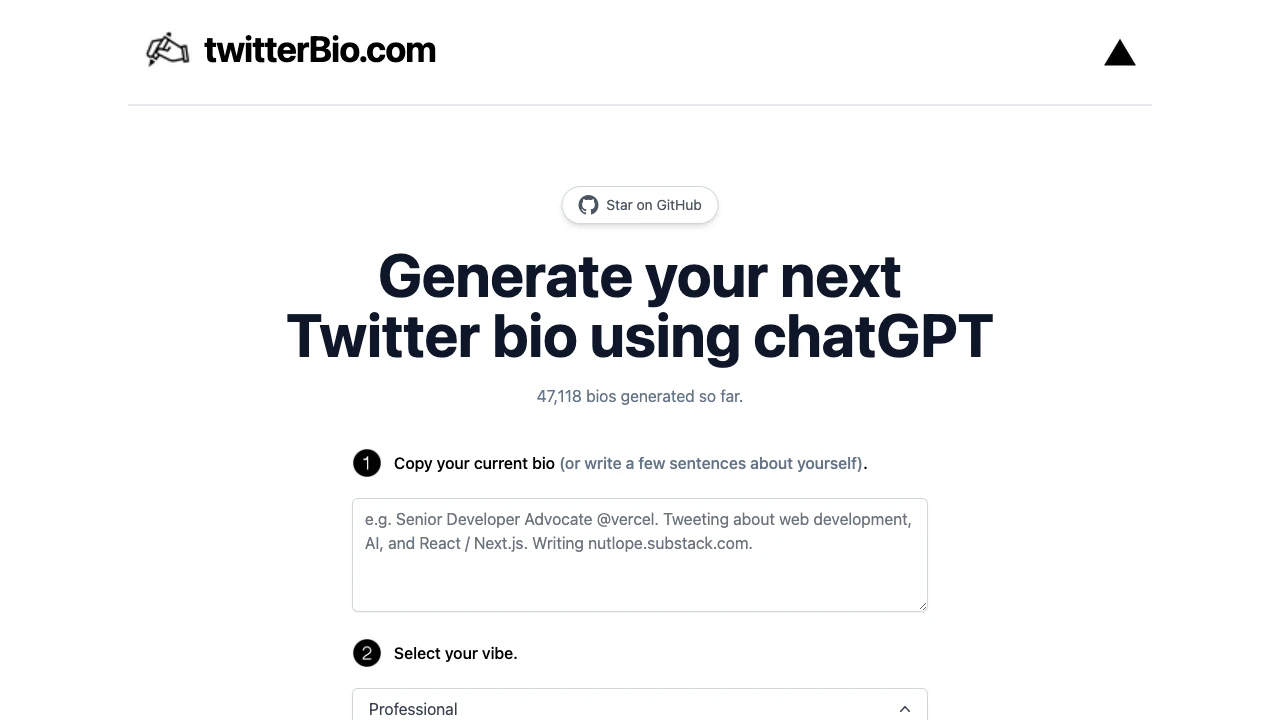 twitterBio.com
Star on GitHub
Generate your next
Twitter bio using chatGPT
47,118 bios generated so far.
1 Copy your current bio (or write a few sentences about yourself).
e.g. Senior Developer Advocate @vercel. Tweeting about web development,
AI, and React / Next.js. Writing nutlope.substack.com.
2 Select your vibe.
Professional